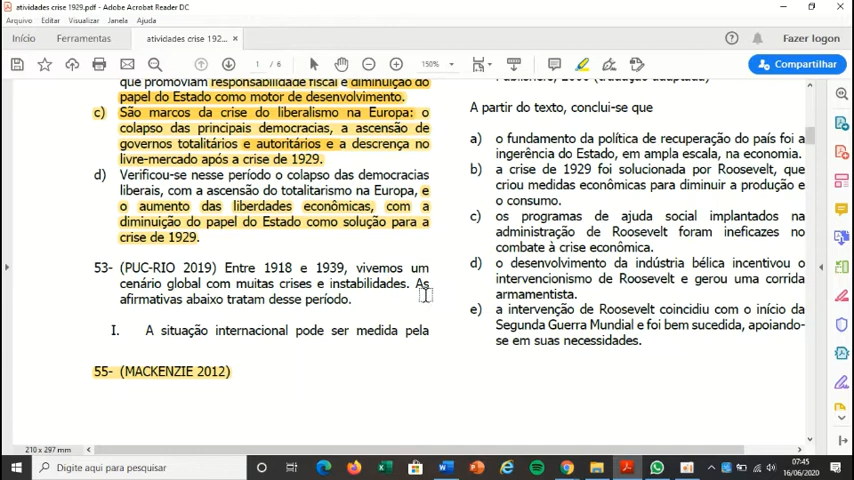 atividades crise 1929.pdf - Adobe Acrobat Reader DC
Arquivo Editar Visualizar Janela Ajuda
Início Ferramentas atividades crise 192... × Fazer logon
1 / 6 150% Compartilhar
que promoviam responsabilidade fiscal e diminuição do
papel do Estado como motor de desenvolvimento.
c) São marcos da crise do liberalismo na Europa: o
colapso das principais democracias, a ascensão de
governos totalitários e autoritários e a descrença no
livre-mercado após a crise de 1929.
d) Verificou-se nesse período o colapso das democracias
liberais, com a ascensão do totalitarismo na Europa, e
o aumento das liberdades econômicas, com a
diminuição do papel do Estado como solução para a
crise de 1929.
53- (PUC-RIO 2019) Entre 1918 e 1939, vivemos um
cenário global com muitas crises e instabilidades. As
afirmativas abaixo tratam desse período.
I. A situação internacional pode ser medida pela
55- (MACKENZIE 2012)
(tradução adaptada)
A partir do texto, conclui-se que
a) o fundamento da política de recuperação do país foi a
ingerência do Estado, em ampla escala, na economia.
b) a crise de 1929 foi solucionada por Roosevelt, que
criou medidas econômicas para diminuir a produção e
o consumo.
c) os programas de ajuda social implantados na
administração de Roosevelt foram ineficazes no
combate à crise econômica.
d) o desenvolvimento da indústria bélica incentivou o
intervencionismo de Roosevelt e gerou uma corrida
armamentista.
e) a intervenção de Roosevelt coincidiu com o início da
Segunda Guerra Mundial e foi bem sucedida, apoiando-
se em suas necessidades.
210 x 297 mm
Digite aqui para pesquisar
07:45
16/06/2020